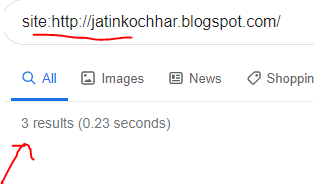 site:http://jatinkochhar.blogspot.com/
All Images News Shoppin
3 results (0.23 seconds)